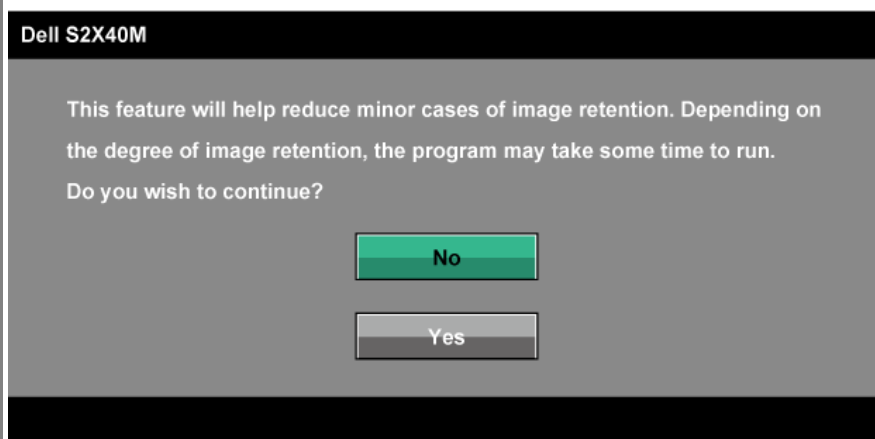 Dell S2X40M
This feature will help reduce minor cases of image retention. Depending on
the degree of image retention, the program may take some time to run.
Do you wish to continue?
No
Yes